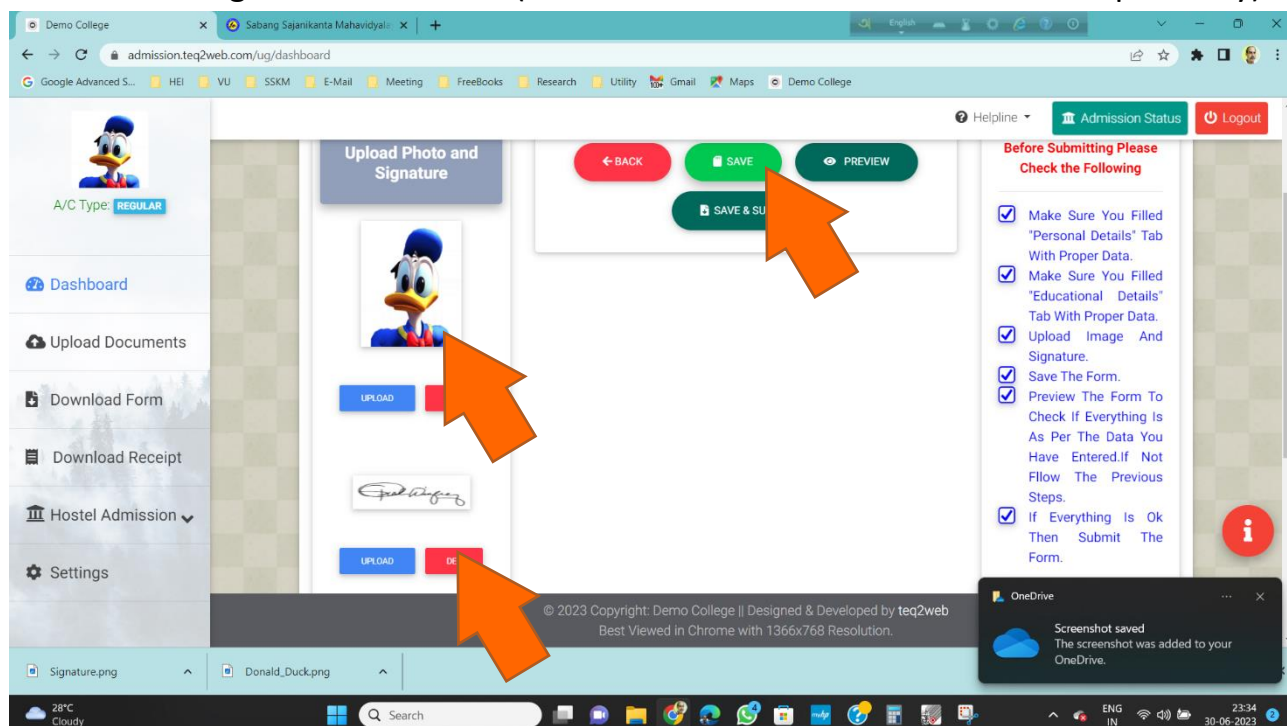 Demo College
Sabang Sajanikanta Mahavidyala
English
admission.teq2web.com/ug/dashboard
Google Advanced S...
HEI
VU
SSKM
E-Mail
Meeting
FreeBooks
Research
Utility
Gmail
Maps
Demo College
Helpline
Admission Status
Logout
A/C Type: REGULAR
Dashboard
Upload Documents
Download Form
Download Receipt
Hostel Admission
Settings
Upload Photo and
Signature
UPLOAD
UPLOAD
BACK
SAVE
PREVIEW
SAVE & SU
Before Submitting Please
Check the Following
Make Sure You Filled
"Personal Details" Tab
With Proper Data.
Make Sure You Filled
"Educational Details"
Tab With Proper Data.
Upload Image And
Signature.
Save The Form.
Preview The Form To
Check If Everything Is
As Per The Data You
Have Entered.If Not
Fllow The Previous
Steps.
If Everything Is Ok
Then Submit The
Form.
© 2023 Copyright: Demo College || Designed & Developed by teq2web
Best Viewed in Chrome with 1366x768 Resolution.
OneDrive
Screenshot saved
The screenshot was added to your
OneDrive.
Signature.png
Donald_Duck.png
28°C
Cloudy
Search
ENG
IN
23:34
30-06-2023